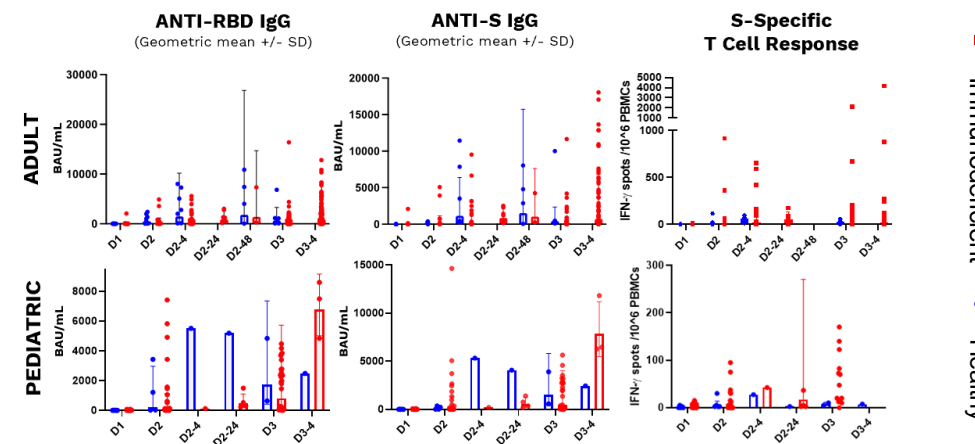 ANTI-RBD IgG
(Geometric mean +/- SD)
ANTI-S IgG
(Geometric mean +/- SD)
S-Specific
T Cell Response
ADULT
BAU/mL
30000
20000
10000
0
D1
D2
D2-4
D2-24
D2-48
D3
D3-4
BAU/mL
20000
15000
10000
5000
0
D1
D2
D2-4
D2-24
D2-48
D3
D3-4
IFN-γ spots /10^6 PBMCs
5000
4000
3000
2000
1000
1000
500
0
D1
D2
D2-4
D2-24
D2-48
D3
D3-4
PEDIATRIC
BAU/mL
8000
6000
4000
2000
0
D1
D2
D2-4
D2-24
D3
D3-4
BAU/mL
15000
10000
5000
0
D1
D2
D2-4
D2-24
D3
D3-4
IFN-γ spots /10^6 PBMCs
300
200
100
0
D1
D2
D2-4
D2-24
D3
D3-4